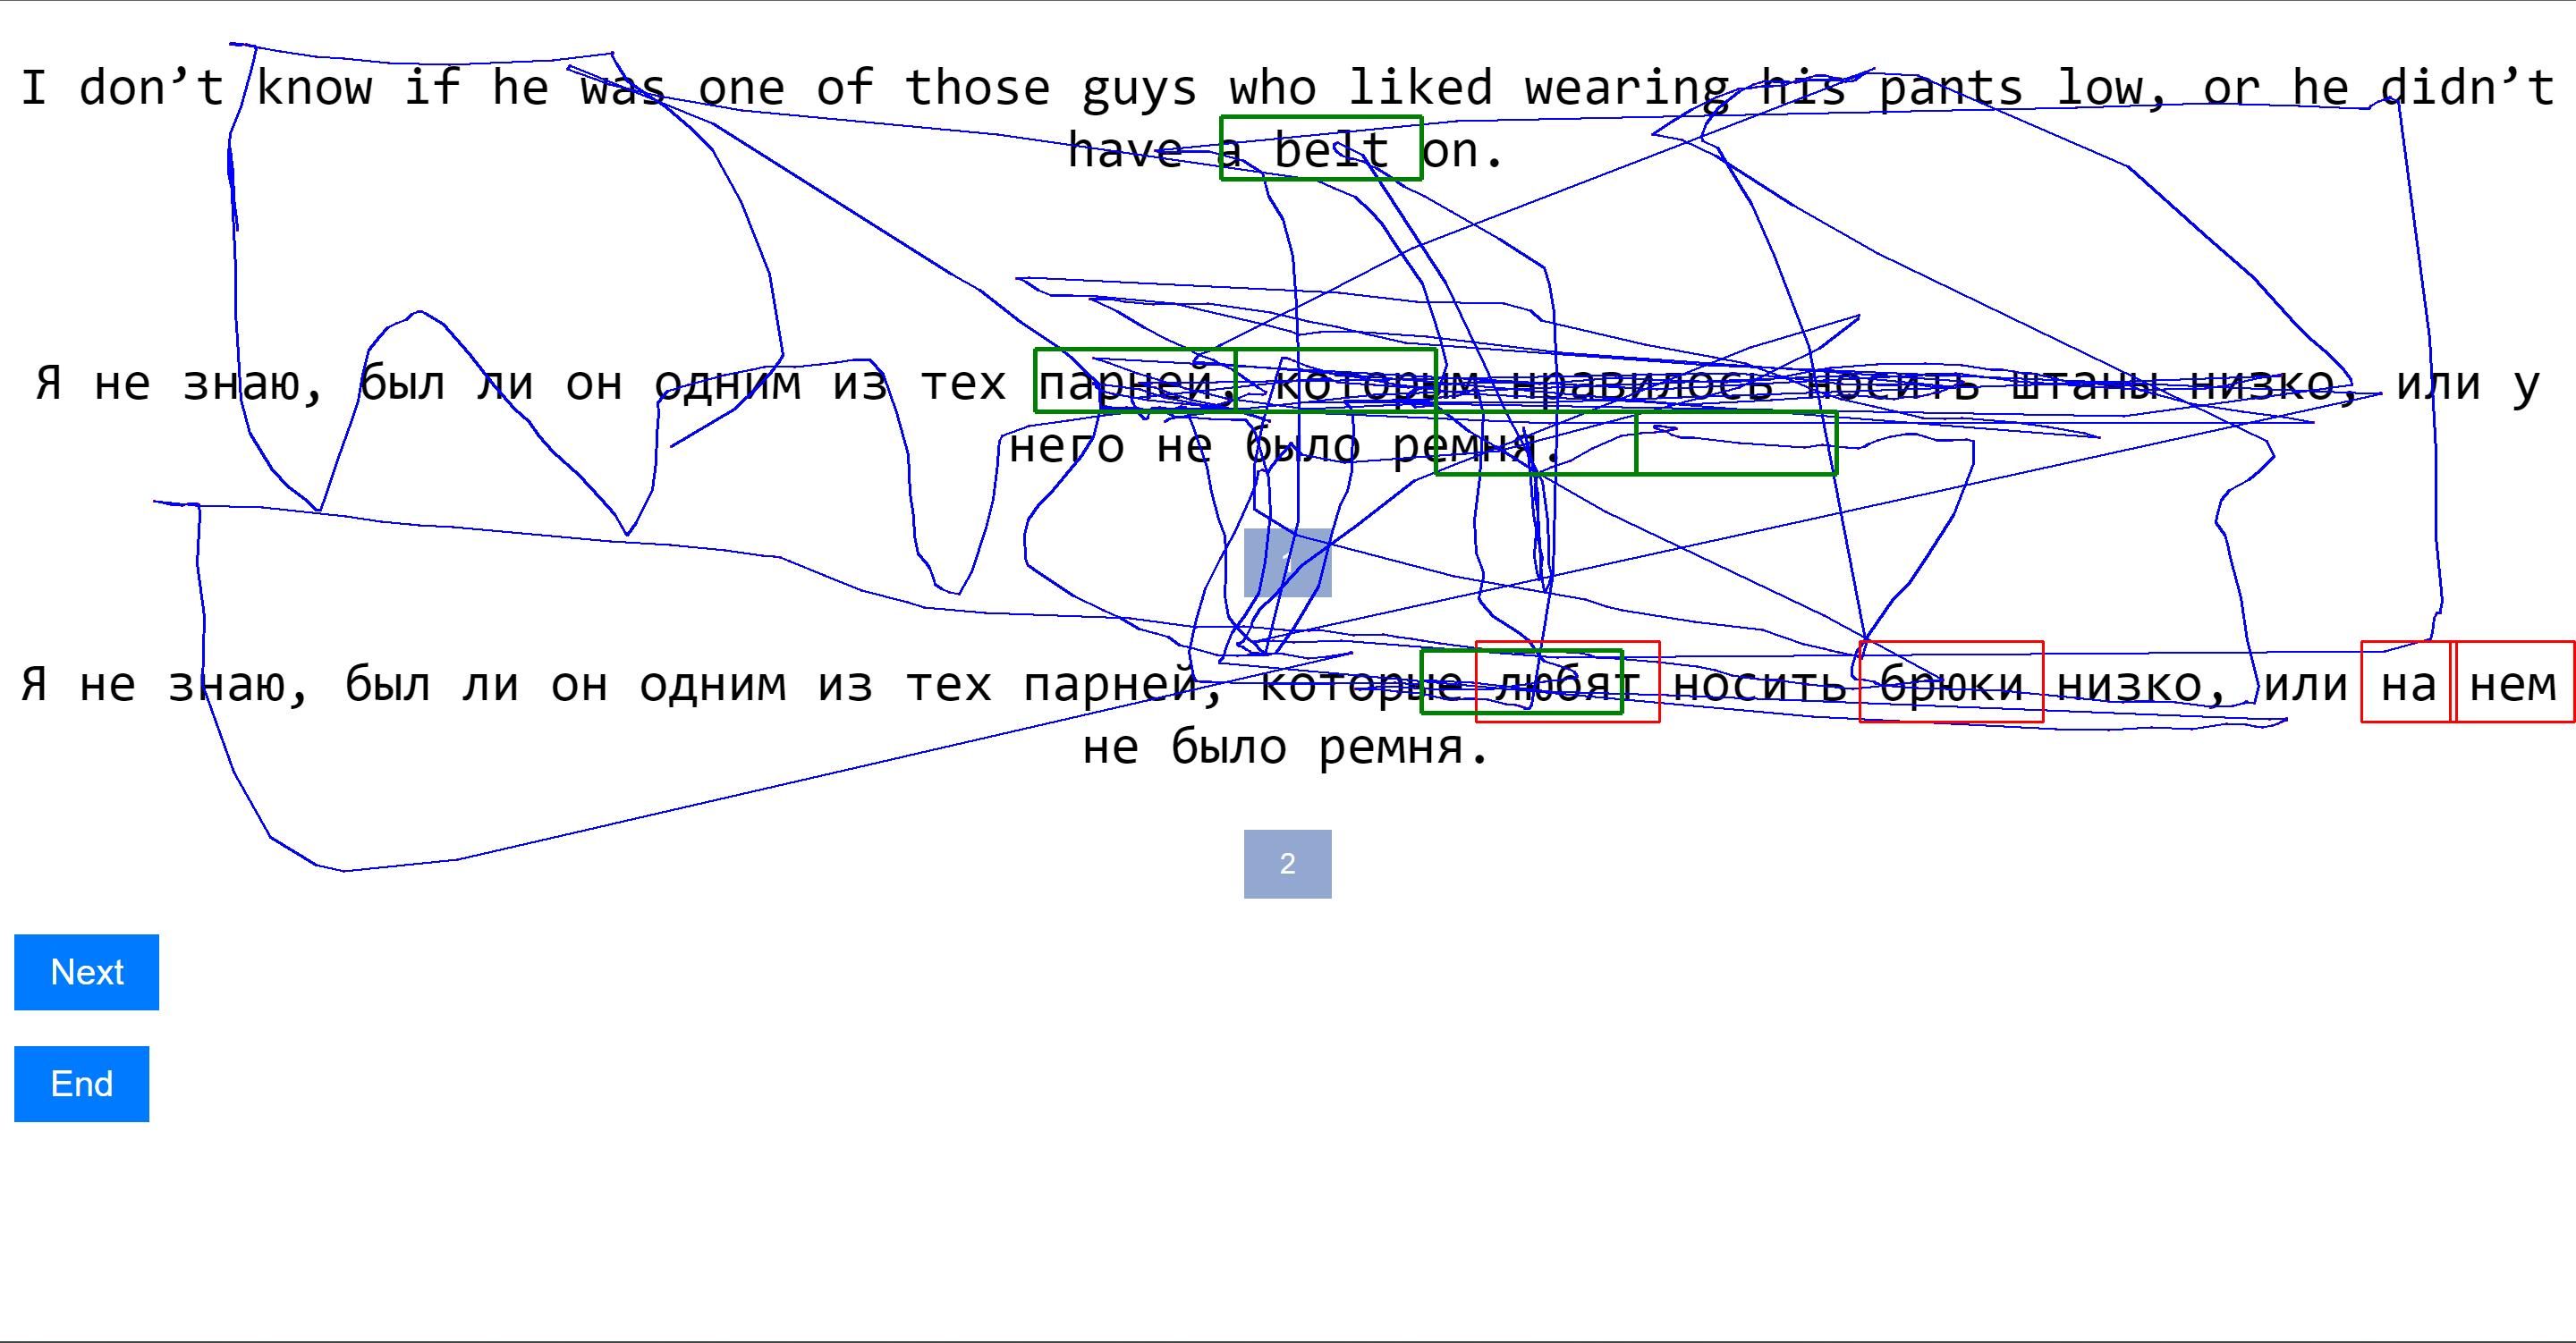 I don’t know if he was one of those guys who liked wearing his pants low, or he didn’t
have a belt on.
Я не знаю, был ли он одним из тех парней, которым нравилось носить штаны низко, или у
него не было ремня.
1
Я не знаю, был ли он одним из тех парней, которые любят носить брюки низко, или на нем
не было ремня.
2
Next
End